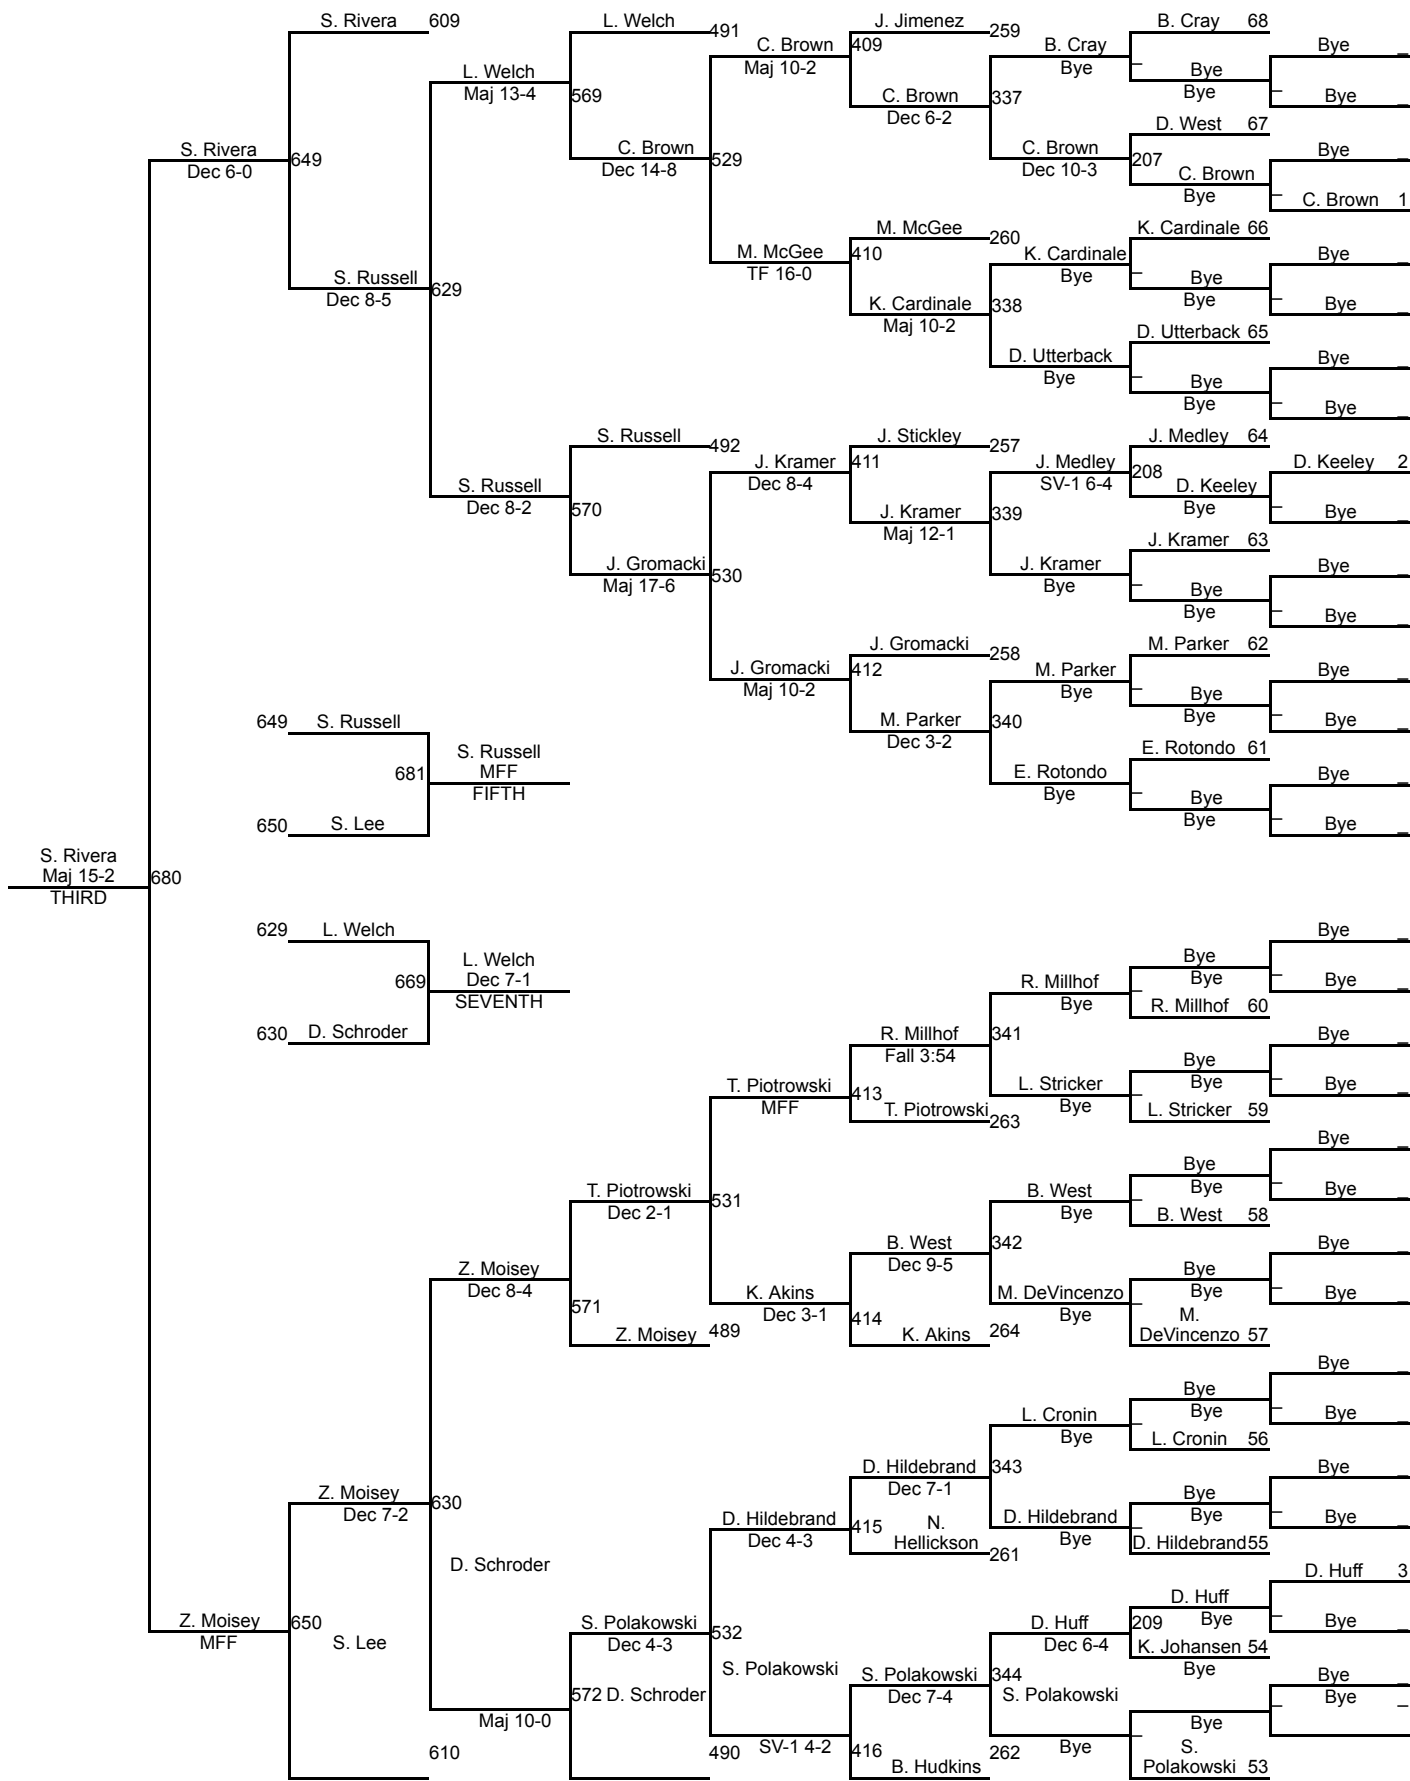 S. Rivera 609 L. Welch 491 J. Jimenez 259 B. Cray 68
C. Brown 409 B. Cray Bye _
Maj 10-2 Bye _ Bye
L. Welch Bye _ Bye _
Maj 13-4 569 C. Brown 337
Dec 6-2 D. West 67
S. Rivera 649 C. Brown 529 C. Brown 207 Bye _
Dec 6-0 Dec 14-8 Dec 10-3 C. Brown _
Bye C. Brown 1
M. McGee 260 K. Cardinale 66
M. McGee 410 K. Cardinale Bye _
TF 16-0 Bye _ Bye
S. Russell 629 Bye _ Bye _
Dec 8-5 K. Cardinale 338
Maj 10-2 D. Utterback 65
D. Utterback Bye _
Bye _ Bye
Bye _ Bye _
S. Russell 492 J. Stickley 257 J. Medley 64
J. Kramer 411 J. Medley 208 D. Keeley 2
Dec 8-4 SV-1 6-4 D. Keeley _
S. Russell Bye Bye _
Dec 8-2 570 J. Kramer 339
Maj 12-1 J. Kramer 63
J. Gromacki 530 J. Kramer Bye _
Maj 17-6 Bye _ Bye
Bye _ Bye _
J. Gromacki 258 M. Parker 62
J. Gromacki 412 M. Parker Bye _
Maj 10-2 Bye _ Bye
649 S. Russell M. Parker 340 Bye _ Bye _
Dec 3-2
S. Russell E. Rotondo 61
681 MFF E. Rotondo Bye _
FIFTH Bye _ Bye
650 S. Lee Bye _ Bye _
S. Rivera
Maj 15-2 680
THIRD
629 L. Welch Bye _
L. Welch Bye
669 Dec 7-1 R. Millhof _ Bye _ Bye _
SEVENTH Bye R. Millhof 60
630 D. Schroder R. Millhof 341 Bye _
Fall 3:54 Bye
T. Piotrowski 413 L. Stricker _ Bye _ Bye _
MFF T. Piotrowski 263 Bye L. Stricker 59
Bye _
Bye
T. Piotrowski 531 B. West _ Bye _ Bye _
Dec 2-1 Bye B. West 58
B. West 342 Bye _
Z. Moisey Dec 9-5 Bye
Dec 8-4 571 K. Akins 414 M. DeVincenzo _ Bye _ Bye _
Dec 3-1 Bye M.
Z. Moisey 489 K. Akins 264 DeVincenzo 57
Bye _
Bye
L. Cronin _ Bye _ Bye _
Bye L. Cronin 56
D. Hildebrand 343 Bye _
Z. Moisey 630 Dec 7-1 Bye
Dec 7-2 D. Hildebrand 415 N. D. Hildebrand _ Bye _ Bye _
Dec 4-3 Hellickson 261 Bye D. Hildebrand 55
D. Schroder D. Huff 3
D. Huff
Z. Moisey 650 S. Polakowski 532 D. Huff 209 Bye _ Bye _
MFF S. Lee Dec 4-3 Dec 6-4 K. Johansen 54
S. Polakowski S. Polakowski 344 Bye Bye _
572 D. Schroder Dec 7-4 S. Polakowski Bye _
Maj 10-0 _ Bye _
610 490 SV-1 4-2 416 262 Bye S.
B. Hudkins Polakowski 53